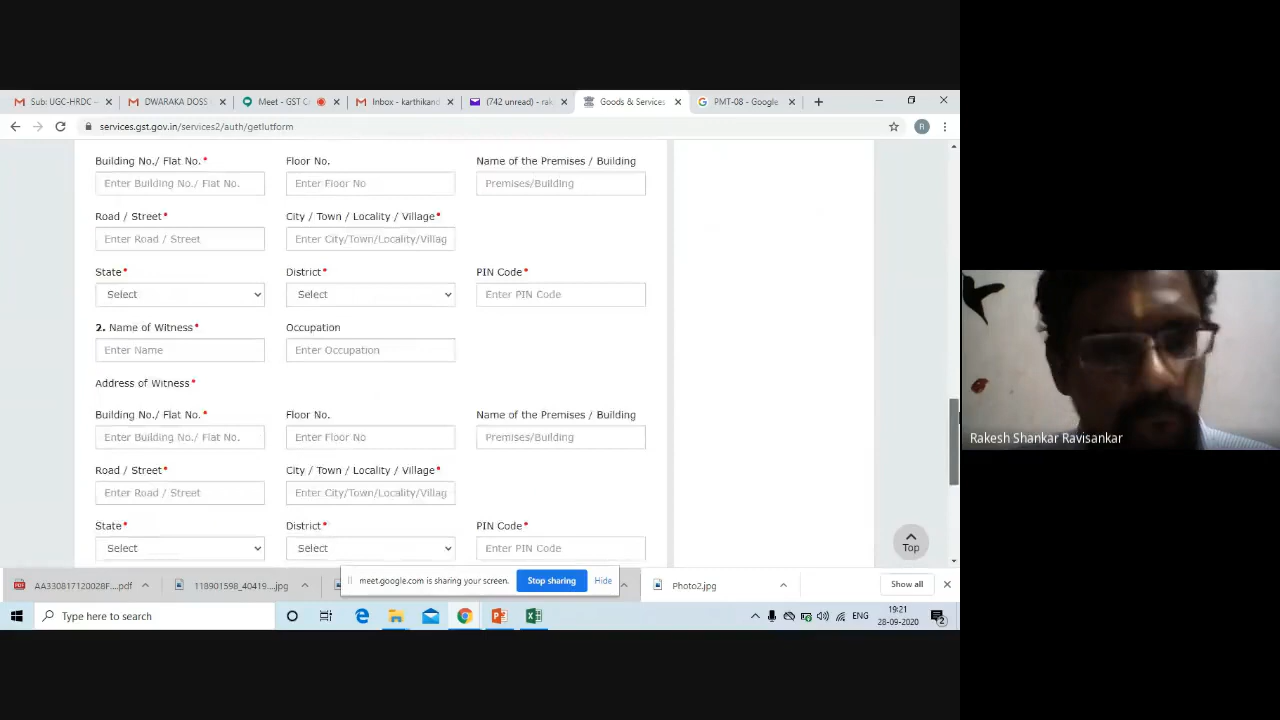 Sub: UGC-HRDC –
DWARAKA DOSS
Meet - GST C
Inbox - karthikand
(742 unread) - rak
Goods & Services
PMT-08 - Google
services.gst.gov.in/services2/auth/getlutform
R
Building No./ Flat No.•
Floor No.
Name of the Premises / Building
Enter Building No./ Flat No.
Enter Floor No
Premises/Building
Road / Street•
City / Town / Locality / Village•
Enter Road / Street
Enter City/Town/Locality/Villag
State•
District•
PIN Code•
Select
Select
Enter PIN Code
2. Name of Witness•
Occupation
Enter Name
Enter Occupation
Address of Witness•
Building No./ Flat No.•
Floor No.
Name of the Premises / Building
Enter Building No./ Flat No.
Enter Floor No
Premises/Building
Road / Street•
City / Town / Locality / Village•
Enter Road / Street
Enter City/Town/Locality/Villag
State•
District•
PIN Code•
Select
Select
Enter PIN Code
Top
meet.google.com is sharing your screen.
Stop sharing
Hide
AA330817120028F....pdf
118901598_40419....jpg
Photo2.jpg
Show all
Type here to search
ENG
19:21
28-09-2020
2
Rakesh Shankar Ravisankar